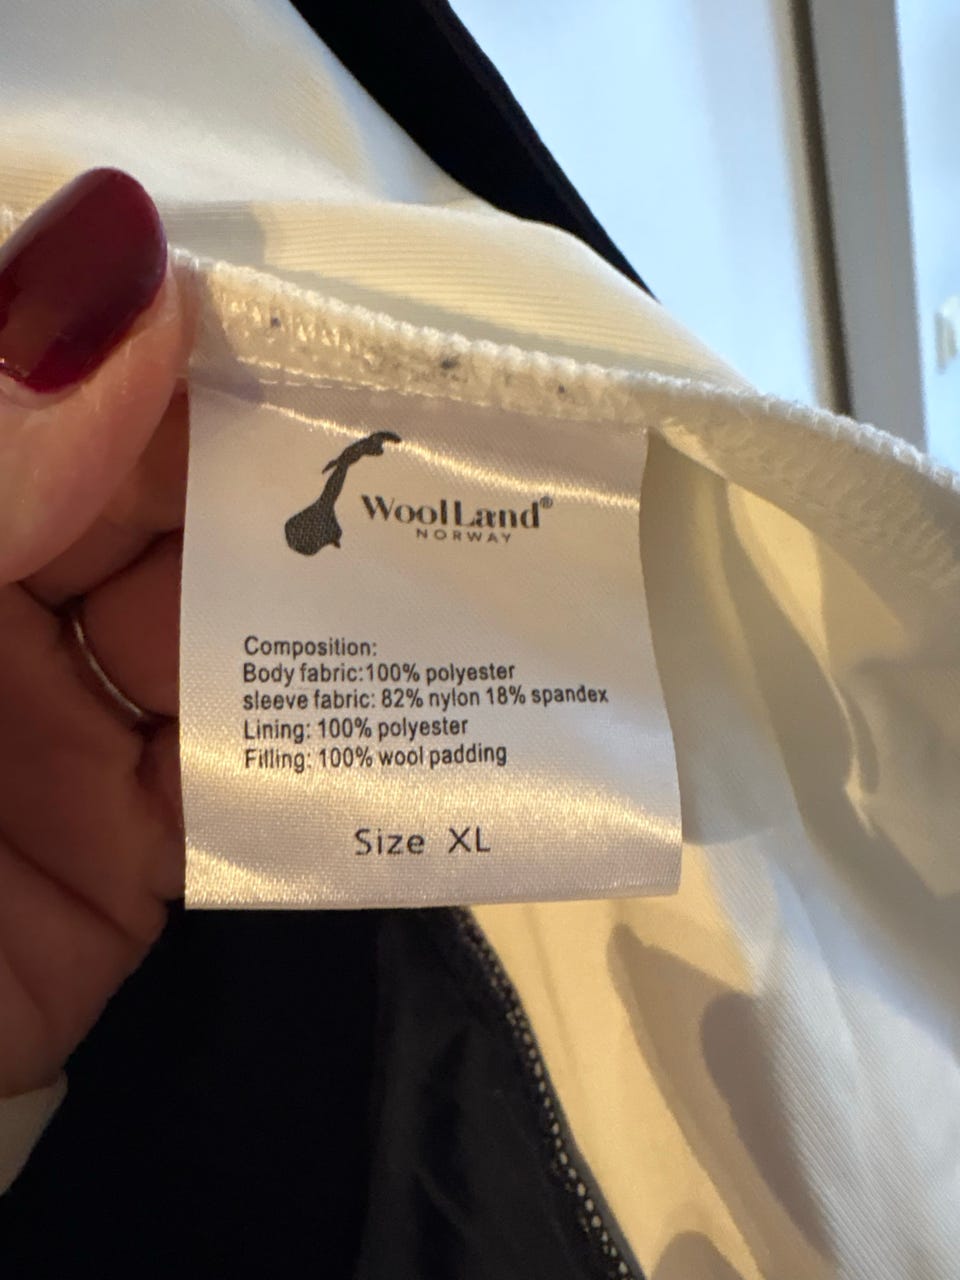 WoolLand®
NORWAY
Composition:
Body fabric:100% polyester
sleeve fabric: 82% nylon 18% spandex
Lining: 100% polyester
Filling: 100% wool padding
Size XL